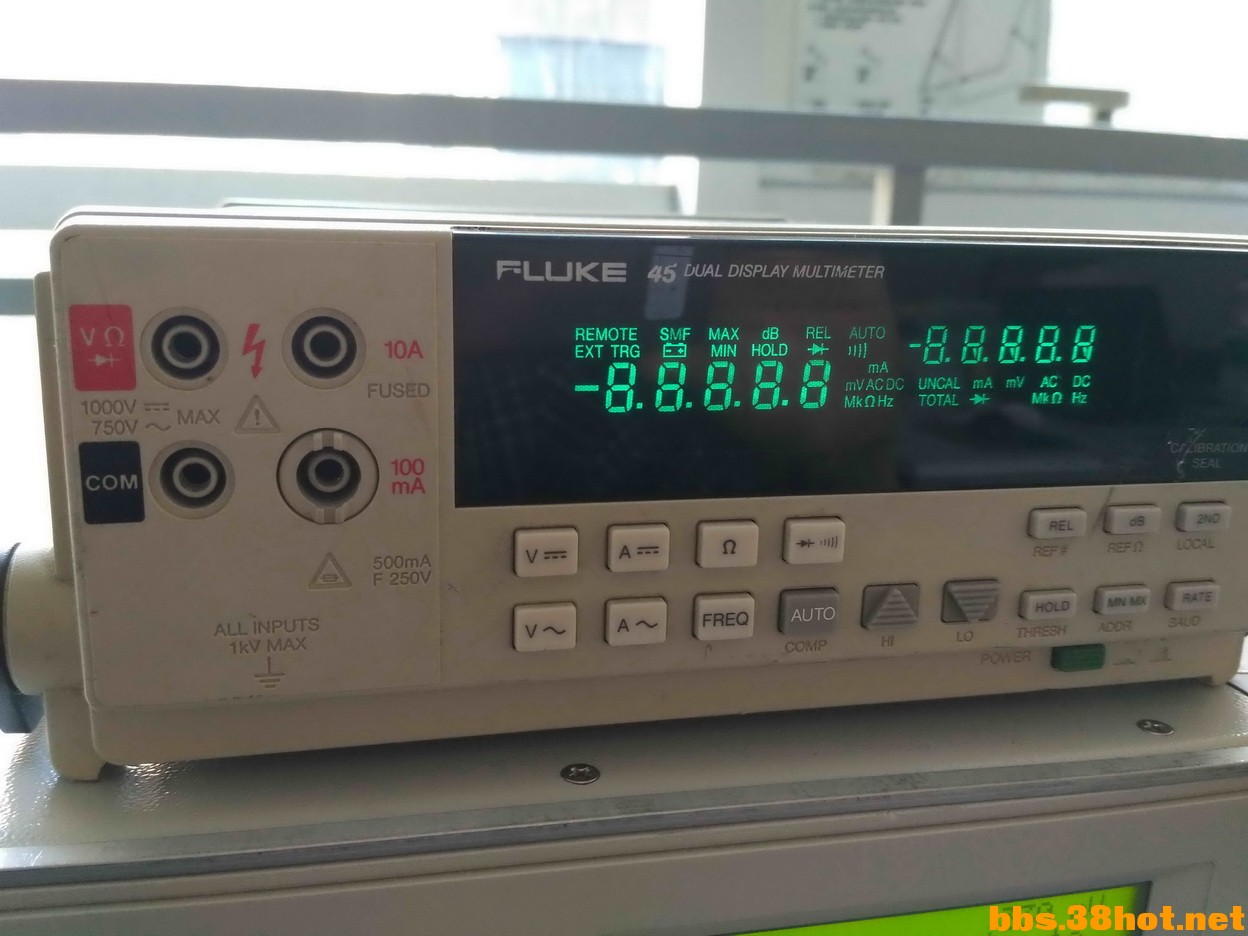 FLUKE 45 DUAL DISPLAY MULTIMETER
REMOTE SMF MAX dB REL AUTO
EXT TRG MIN HOLD
-8.8.8.8.8
mA
mV AC DC
MkΩHz
-8.8.8.8.8
UNCAL mA mV AC DC
TOTAL MkΩ Hz
CALIBRATION
SEAL
VΩ
10A
FUSED
1000V
750V MAX
COM
100
mA
500mA
F 250V
ALL INPUTS
1kV MAX
V A Ω
REL dB 2ND
REF # REF Ω LOCAL
V A FREQ AUTO
COMP HI LO
HOLD MN MX RATE
THRESH ADDR BAUD
POWER
bbs.38hot.net